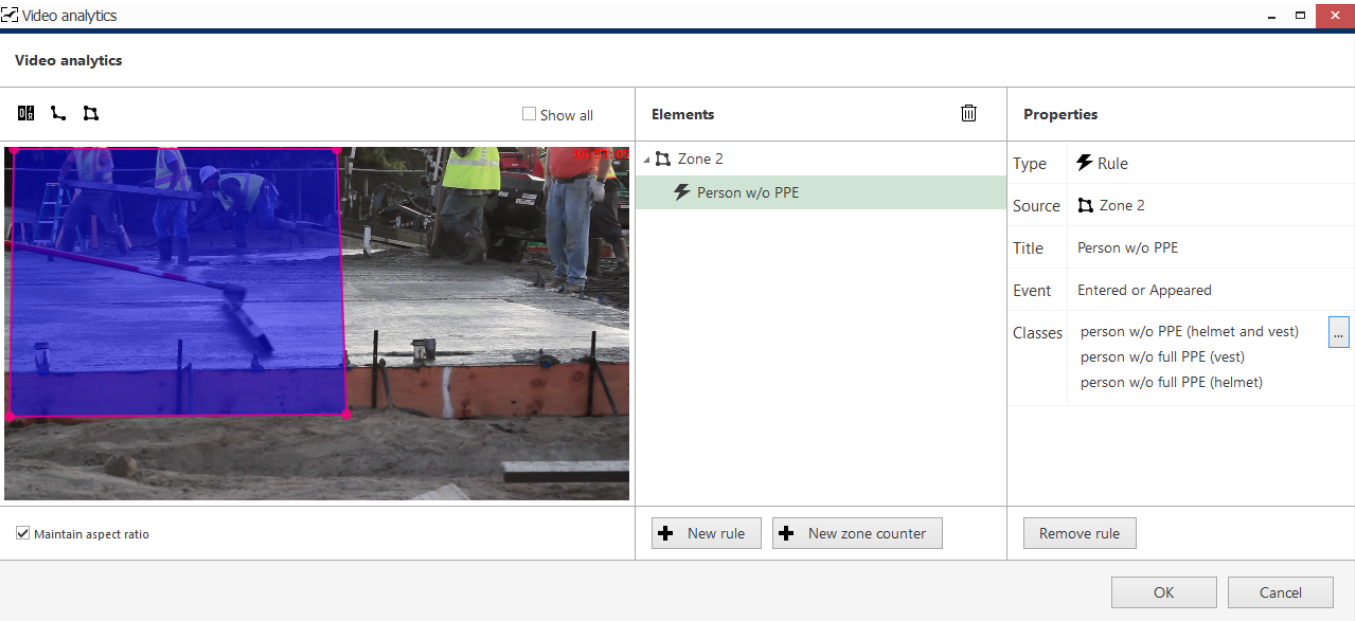 Video analytics
Video analytics
Show all
Elements
Properties
Zone 2
Person w/o PPE
Type
Rule
Source
Zone 2
Title
Person w/o PPE
Event
Entered or Appeared
Classes
person w/o PPE (helmet and vest)
...
person w/o full PPE (vest)
person w/o full PPE (helmet)
Maintain aspect ratio
New rule
New zone counter
Remove rule
OK
Cancel